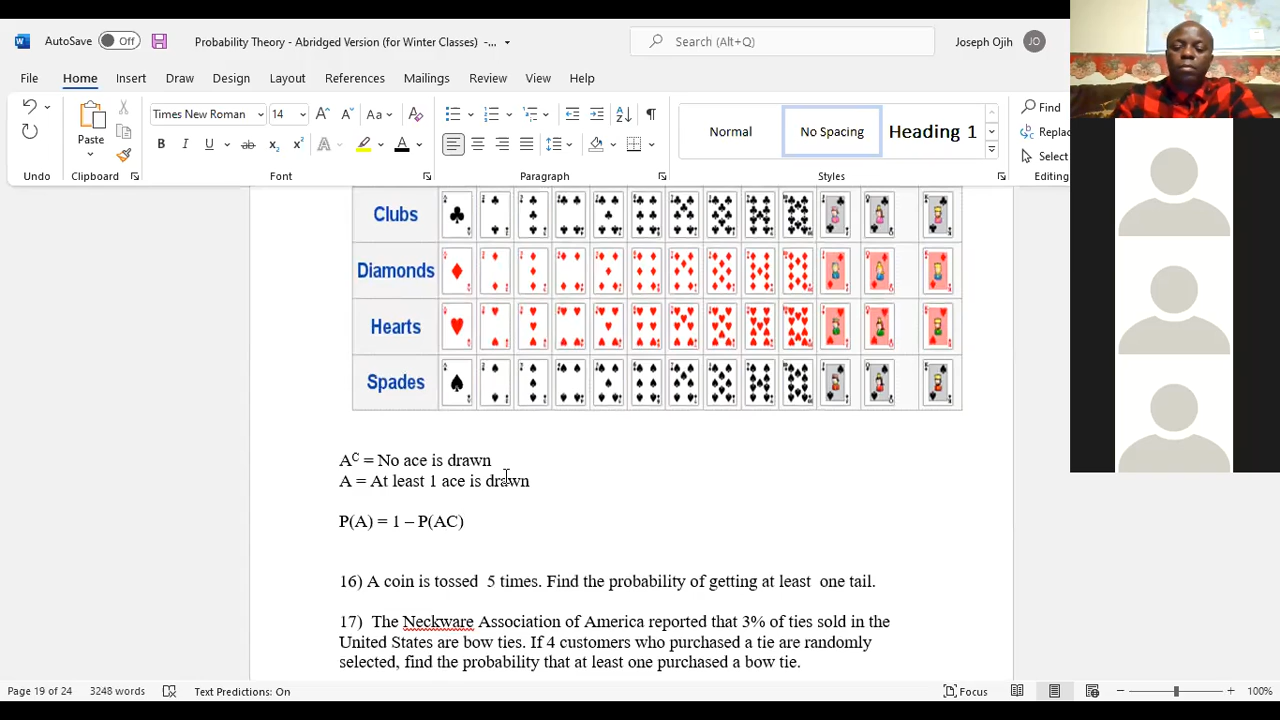 AutoSave Off Probability Theory - Abridged Version (for Winter Classes) -... Search (Alt+Q) Joseph Ojih JO
File Home Insert Draw Design Layout References Mailings Review View Help
Times New Roman 14 Aa Normal No Spacing Heading 1 Find
Paste Replac
B I U ab x₂ x² A A Select
Undo Clipboard Font Paragraph Styles Editing
Clubs
Diamonds
Hearts
Spades
Aᶜ = No ace is drawn
A = At least 1 ace is drawn
P(A) = 1 – P(AC)
16) A coin is tossed  5 times. Find the probability of getting at least  one tail.
17)  The Neckware Association of America reported that 3% of ties sold in the
United States are bow ties. If 4 customers who purchased a tie are randomly
selected, find the probability that at least one purchased a bow tie.
Page 19 of 24 3248 words Text Predictions: On Focus 100%